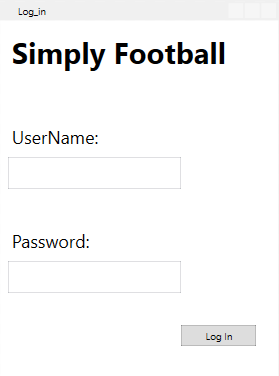 Log_in
Simply Football
UserName:
Password:
Log In